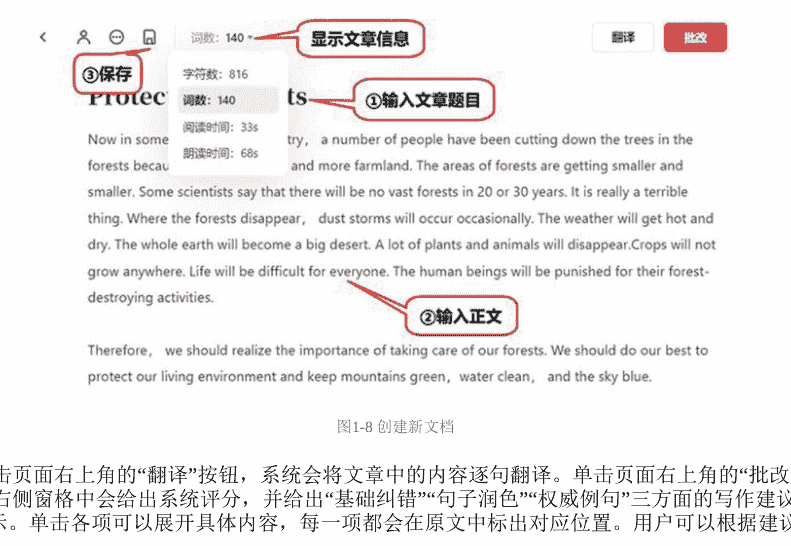 词数：140
显示文章信息
翻译
批改
③保存
字符数：816
词数：140
阅读时间：33s
朗读时间：68s
①输入文章题目
Now in some try， a number of people have been cutting down the trees in the
forests becau and more farmland. The areas of forests are getting smaller and
smaller. Some scientists say that there will be no vast forests in 20 or 30 years. It is really a terrible
thing. Where the forests disappear， dust storms will occur occasionally. The weather will get hot and
dry. The whole earth will become a big desert. A lot of plants and animals will disappear.Crops will not
grow anywhere. Life will be difficult for everyone. The human beings will be punished for their forest-
destroying activities.
②输入正文
Therefore， we should realize the importance of taking care of our forests. We should do our best to
protect our living environment and keep mountains green，water clean， and the sky blue.
图1-8 创建新文档
击页面右上角的“翻译”按钮，系统会将文章中的内容逐句翻译。单击页面右上角的“批改
右侧窗格中会给出系统评分，并给出“基础纠错”“句子润色”“权威例句”三方面的写作建议
示。单击各项可以展开具体内容，每一项都会在原文中标出对应位置。用户可以根据建议